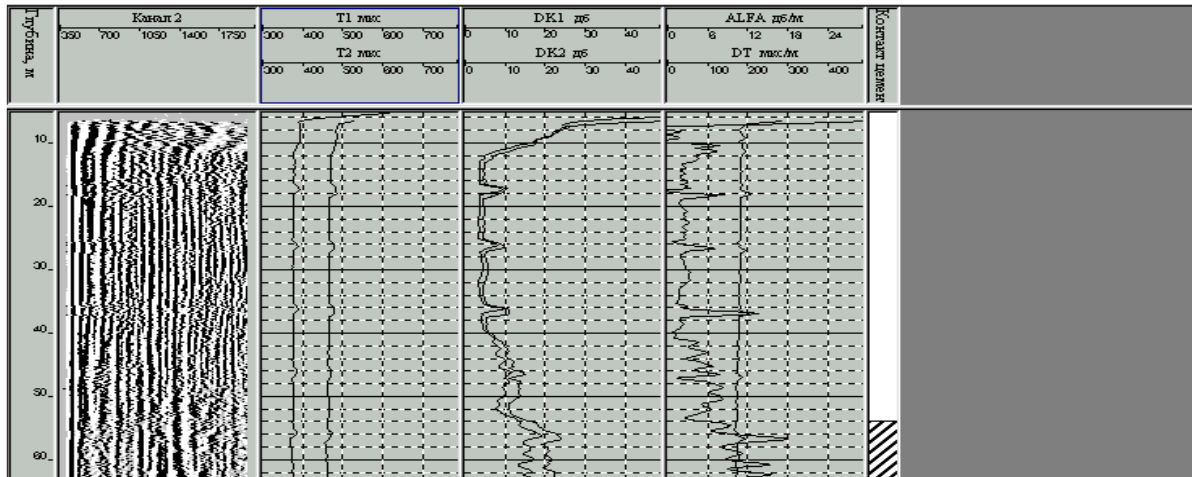 Глубина, м
Канал 2
350 700 1050 1400 1750
T1 мкс
300 400 500 600 700
T2 мкс
300 400 500 600 700
DK1 дб
0 10 20 30 40
DK2 дб
0 10 20 30 40
ALFA дб/м
0 6 12 18 24
DT мкс/м
0 100 200 300 400
Контакт цемен
10
20
30
40
50
60